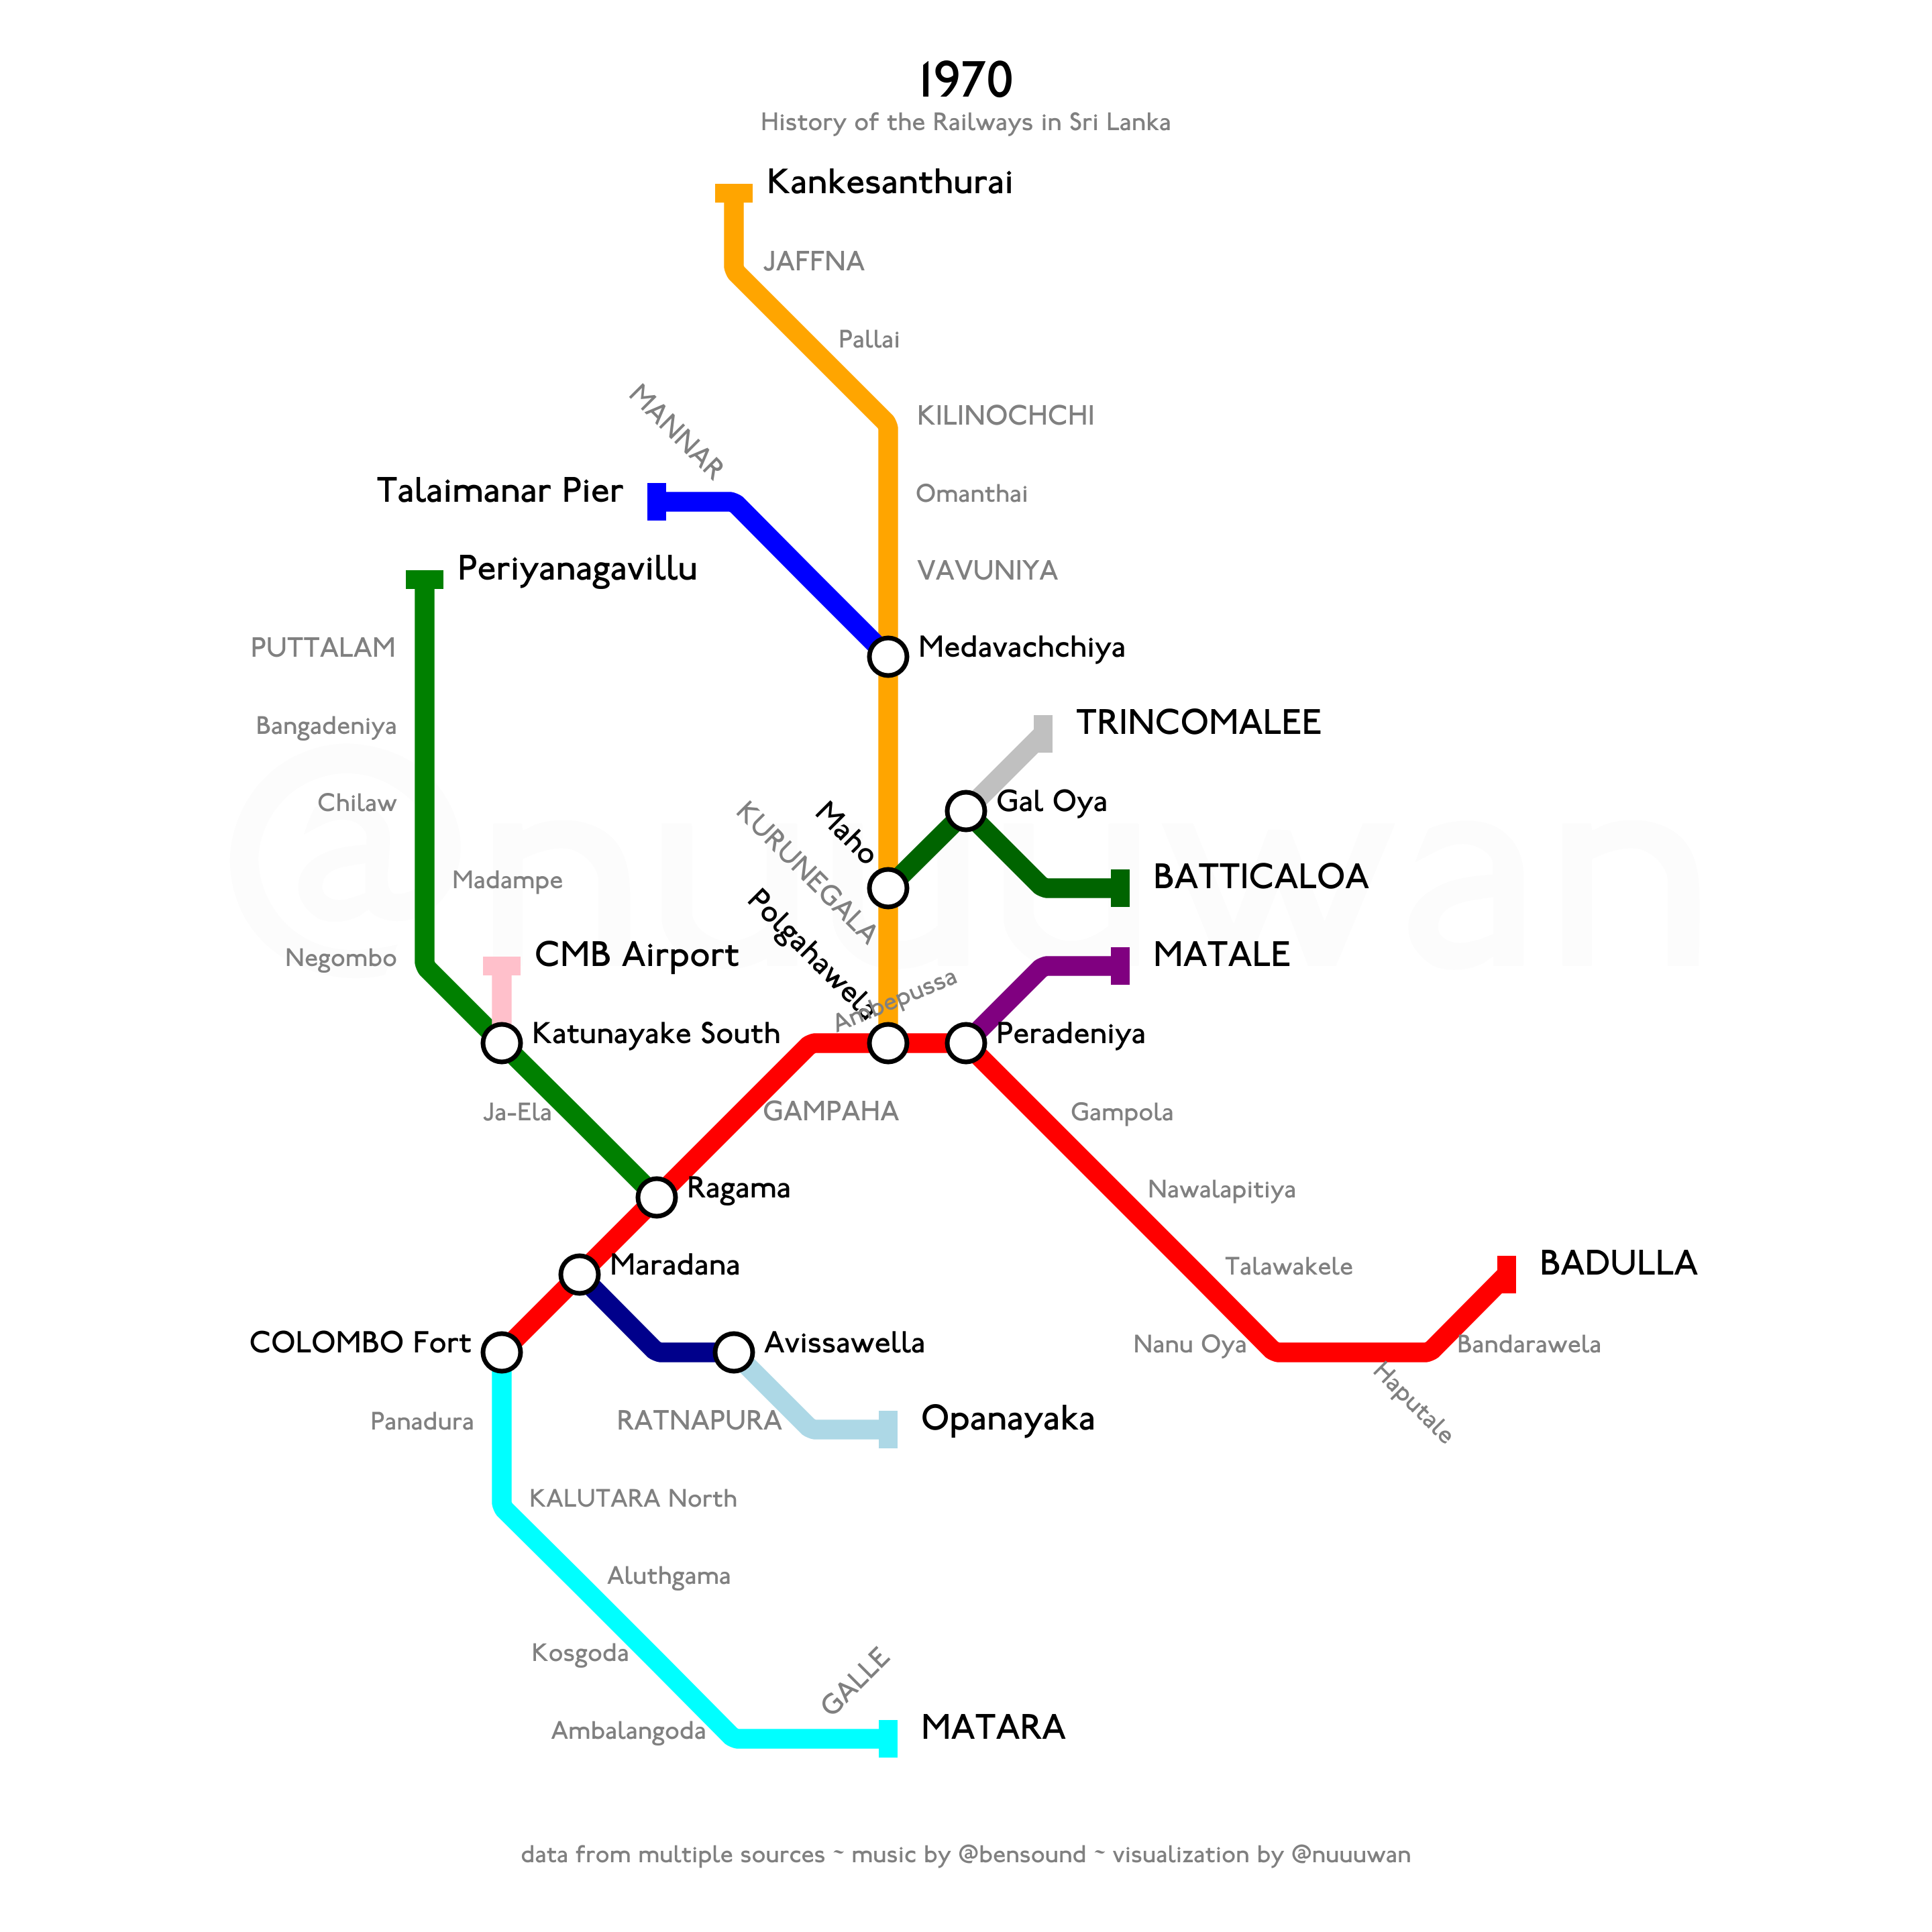 1970
History of the Railways in Sri Lanka
Kankesanthurai
JAFFNA
Pallai
MANNAR
KILINOCHCHI
Talaimanar Pier
Omanthai
Periyanagavillu
VAVUNIYA
PUTTALAM
Medavachchiya
Bangadeniya
TRINCOMALEE
Chilaw
Maho
Gal Oya
KURUNEGALA
Madampe
BATTICALOA
Polgahawela
Negombo
CMB Airport
MATALE
Ambepussa
Katunayake South
Peradeniya
Ja-Ela
GAMPAHA
Gampola
Ragama
Nawalapitiya
Maradana
Talawakele
BADULLA
COLOMBO Fort
Avissawella
Nanu Oya
Bandarawela
Haputale
Panadura
RATNAPURA
Opanayaka
KALUTARA North
Aluthgama
Kosgoda
GALLE
Ambalangoda
MATARA
@nuuuwan
data from multiple sources ~ music by @bensound ~ visualization by @nuuuwan